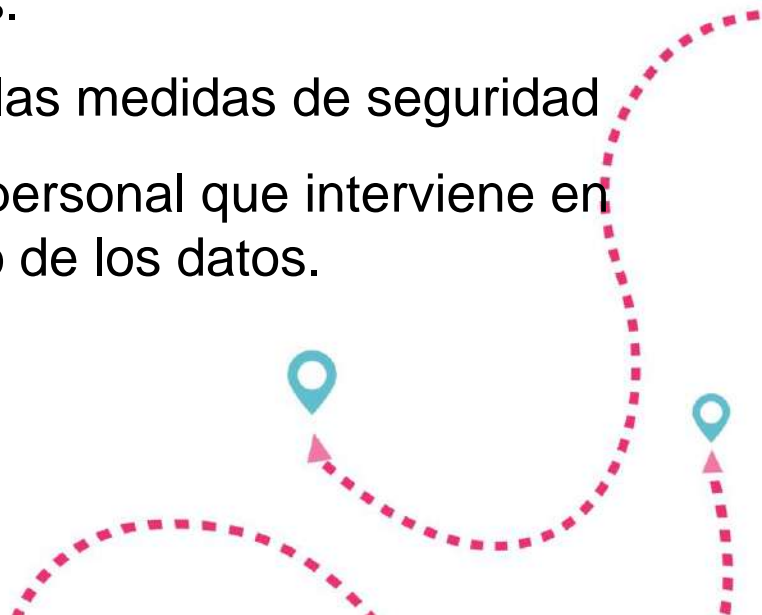 las medidas de seguridad
personal que interviene en
de los datos.